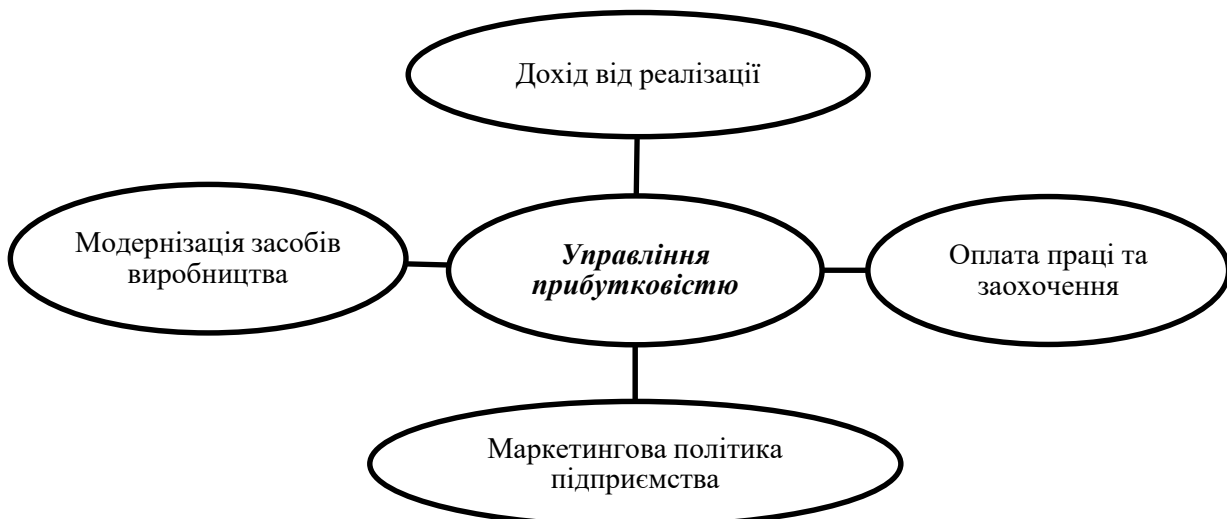 Дохід від реалізації
Модернізація засобів
виробництва
Управління
прибутковістю
Оплата праці та
заохочення
Маркетингова політика
підприємства